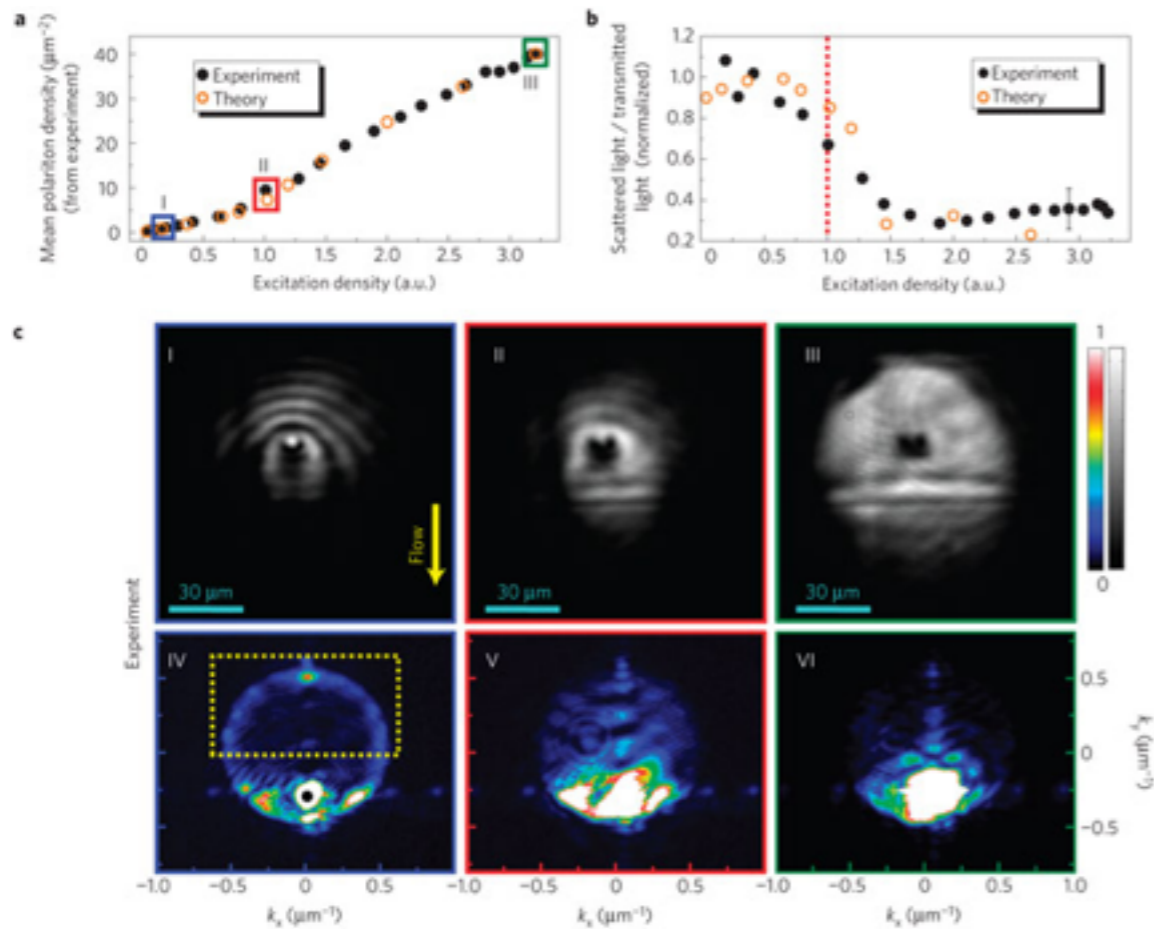 a
b
Mean polariton density (μm⁻²)
(from experiment)
40
30
20
10
0
Experiment
Theory
I
II
III
0
0.5
1.0
1.5
2.0
2.5
3.0
Excitation density (a.u.)
Scattered light / transmitted
light (normalized)
1.2
1.0
0.8
0.6
0.4
0.2
Experiment
Theory
0
0.5
1.0
1.5
2.0
2.5
3.0
Excitation density (a.u.)
c
Experiment
I
Flow
30 μm
II
30 μm
III
30 μm
1
0
IV
V
VI
0.5
0
−0.5
k_y (μm⁻¹)
−1.0
−0.5
0
0.5
−1.0
−0.5
0
0.5
−1.0
−0.5
0
0.5
1.0
k_x (μm⁻¹)
k_x (μm⁻¹)
k_x (μm⁻¹)